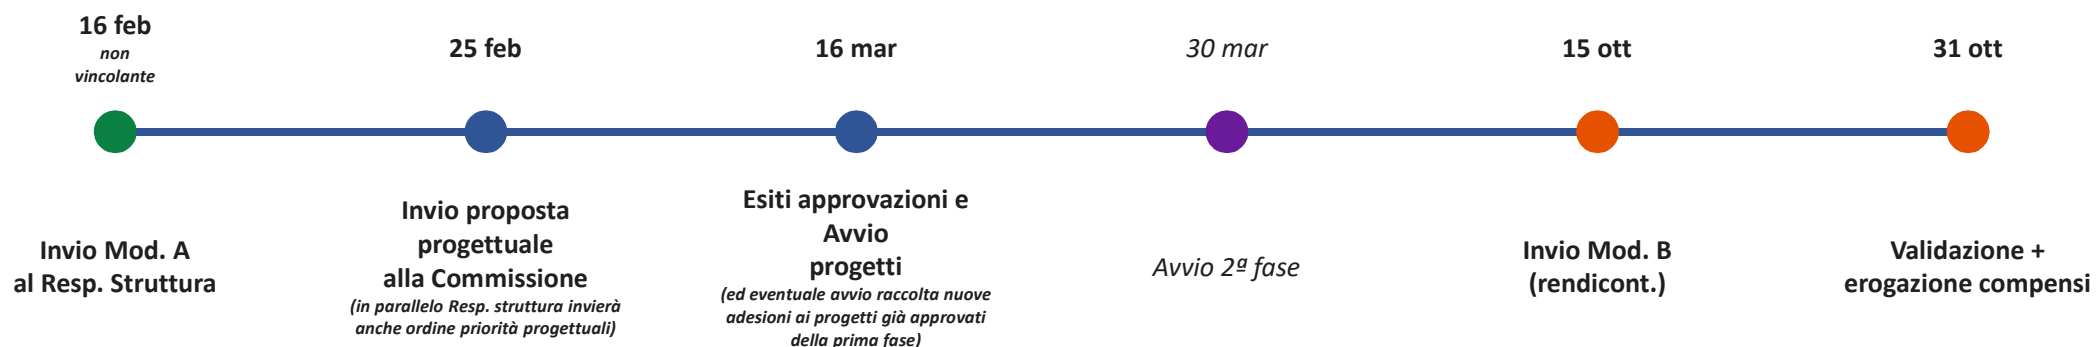 16 feb
non
vincolante
25 feb
16 mar
30 mar
15 ott
31 ott
Invio Mod. A
al Resp. Struttura
Invio proposta
progettuale
alla Commissione
(in parallelo Resp. struttura invierà
anche ordine priorità progettuali)
Esiti approvazioni e
Avvio
progetti
(ed eventuale avvio raccolta nuove
adesioni ai progetti già approvati
della prima fase)
Avvio 2ª fase
Invio Mod. B
(rendicont.)
Validazione +
erogazione compensi